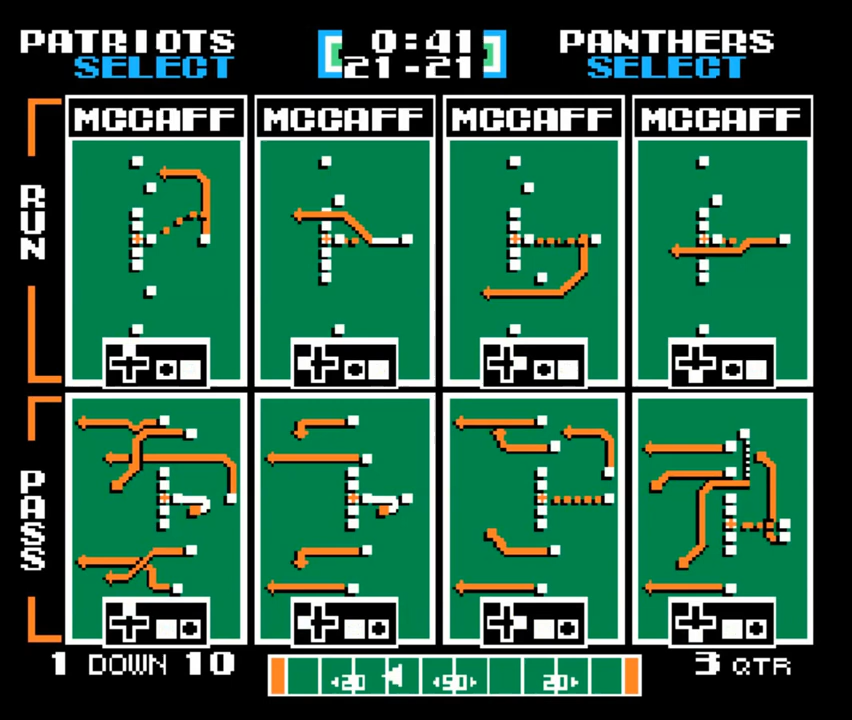 PATRIOTS 0:41 PANTHERS
SELECT 21-21 SELECT
MCCAFF MCCAFF MCCAFF MCCAFF
RUN
PASS
1 DOWN 10 3 QTR
◂20 ◂50▸ 20▸